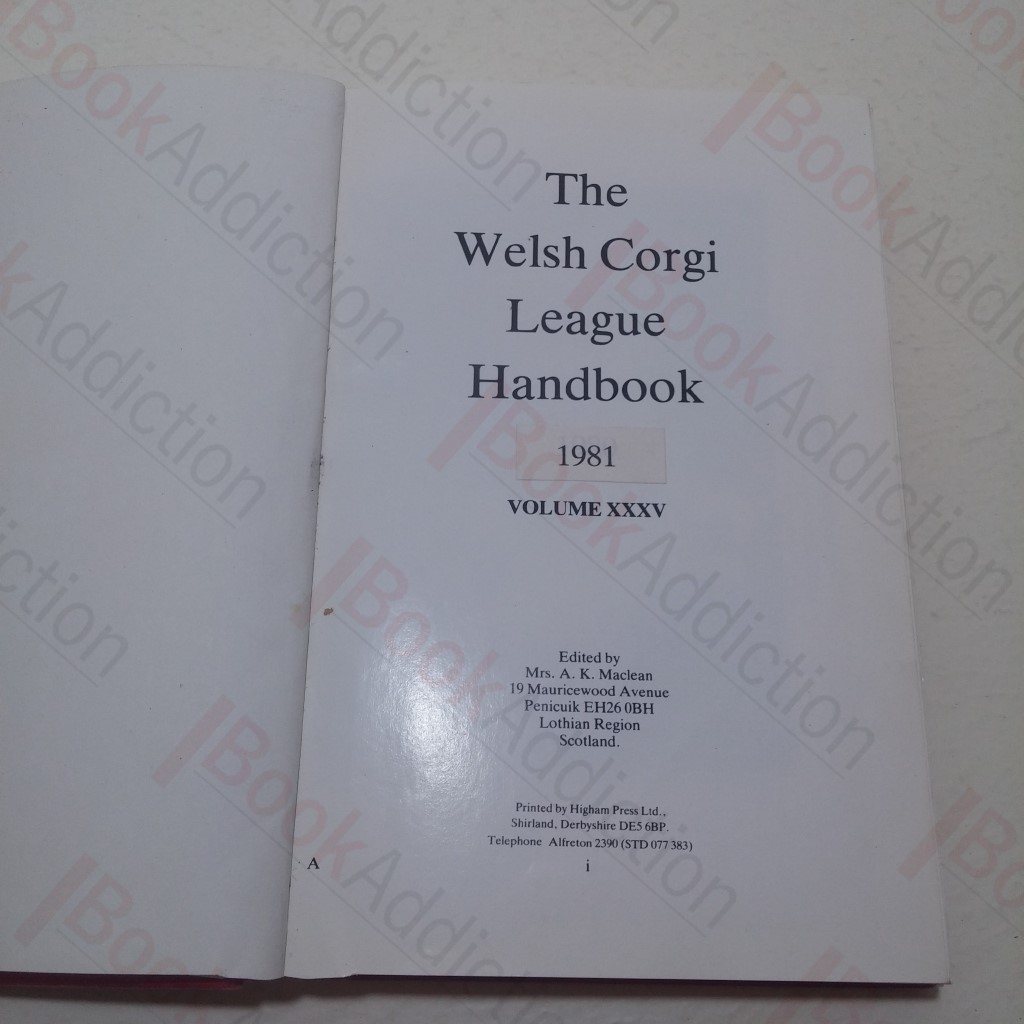 The
Welsh Corgi
League
Handbook
1981
VOLUME XXXV
Edited by
Mrs. A. K. Maclean
19 Mauricewood Avenue
Penicuik EH26 0BH
Lothian Region
Scotland.
Printed by Higham Press Ltd.,
Shirland, Derbyshire DE5 6BP.
Telephone Alfreton 2390 (STD 077 383)
A
i
BookAddiction